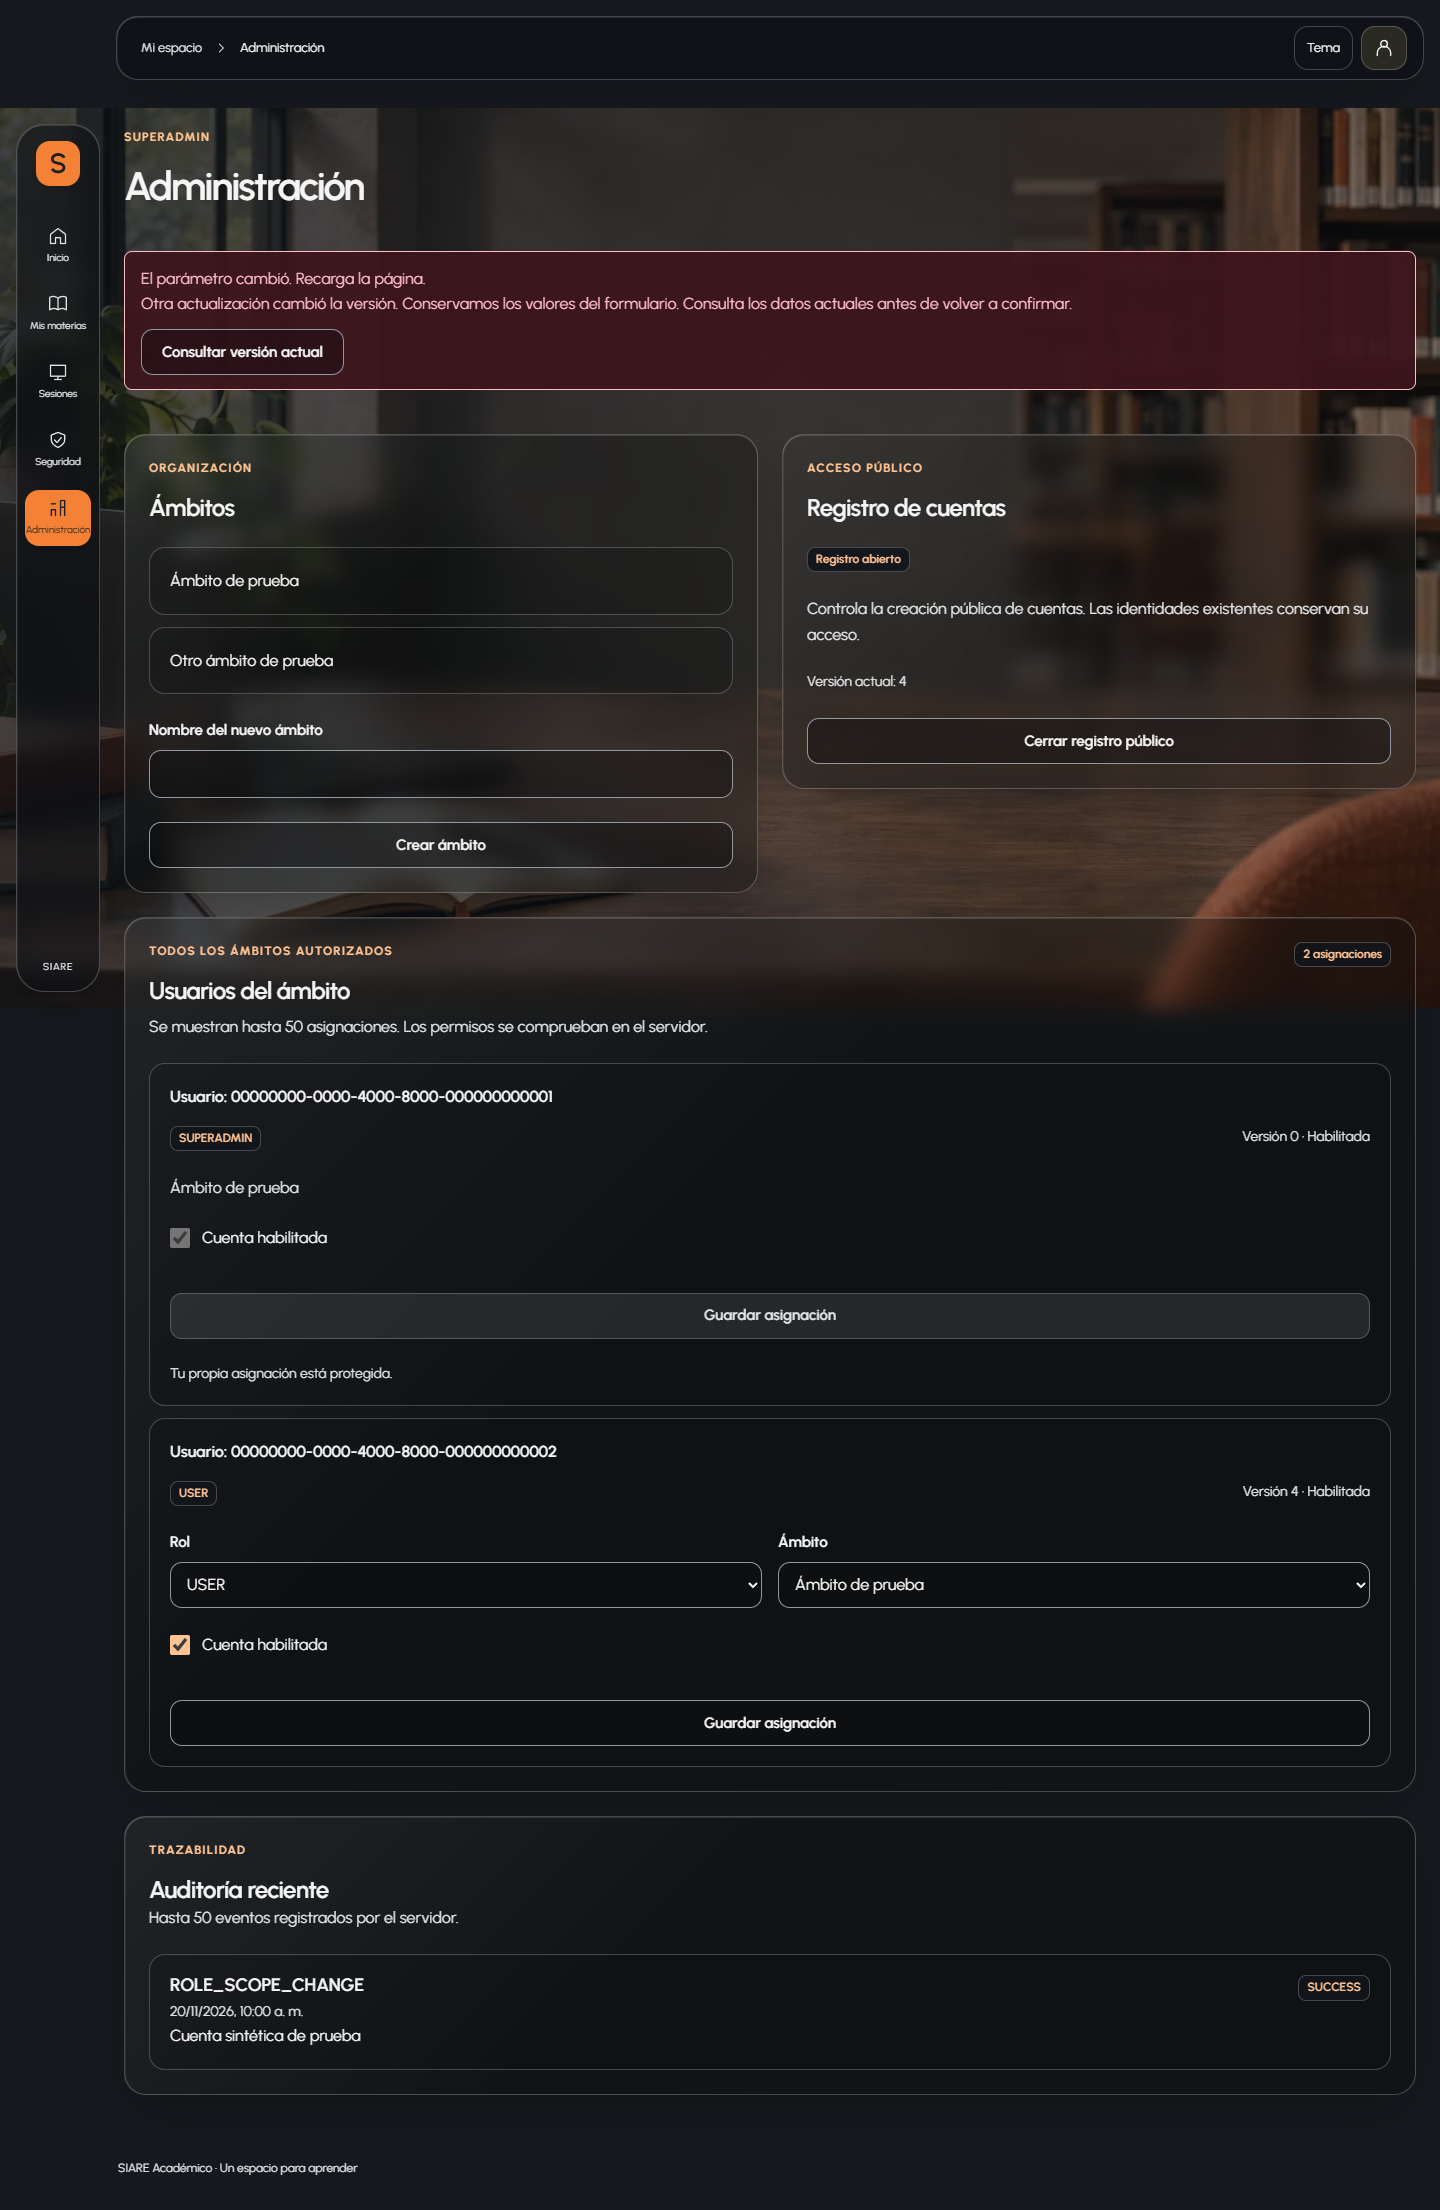 Mi espacio > Administración
Tema
S
Inicio
Mis materias
Sesiones
Seguridad
Administración
SIARE
SUPERADMIN
Administración
El parámetro cambió. Recarga la página.
Otra actualización cambió la versión. Conservamos los valores del formulario. Consulta los datos actuales antes de volver a confirmar.
Consultar versión actual
ORGANIZACIÓN
Ámbitos
Ámbito de prueba
Otro ámbito de prueba
Nombre del nuevo ámbito
Crear ámbito
ACCESO PÚBLICO
Registro de cuentas
Registro abierto
Controla la creación pública de cuentas. Las identidades existentes conservan su
acceso.
Versión actual: 4
Cerrar registro público
TODOS LOS ÁMBITOS AUTORIZADOS
2 asignaciones
Usuarios del ámbito
Se muestran hasta 50 asignaciones. Los permisos se comprueban en el servidor.
Usuario: 00000000-0000-4000-8000-000000000001
SUPERADMIN
Versión 0 · Habilitada
Ámbito de prueba
Cuenta habilitada
Guardar asignación
Tu propia asignación está protegida.
Usuario: 00000000-0000-4000-8000-000000000002
USER
Versión 4 · Habilitada
Rol
Ámbito
USER
Ámbito de prueba
Cuenta habilitada
Guardar asignación
TRAZABILIDAD
Auditoría reciente
Hasta 50 eventos registrados por el servidor.
ROLE_SCOPE_CHANGE
SUCCESS
20/11/2026, 10:00 a. m.
Cuenta sintética de prueba
SIARE Académico · Un espacio para aprender